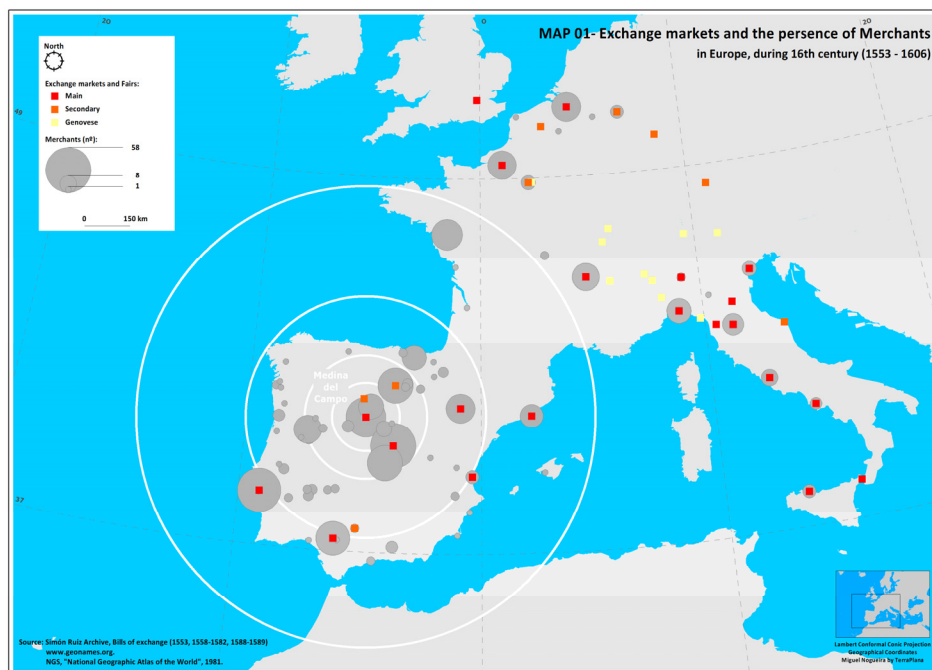 20
0
20
MAP 01- Exchange markets and the persence of Merchants
in Europe, during 16th century (1553 - 1606)
North
Exchange markets and Fairs:
Main
Secondary
Genovese
Merchants (nº):
58
8
1
0 150 km
Medina
del
Campo
Source: Simón Ruiz Archive, Bills of exchange (1553, 1558-1582, 1588-1589)
www.geonames.org.
NGS, "National Geographic Atlas of the World", 1981.
Lambert Conformal Conic Projection
Geographical Coordinates
Miguel Nogueira by TerraPlana